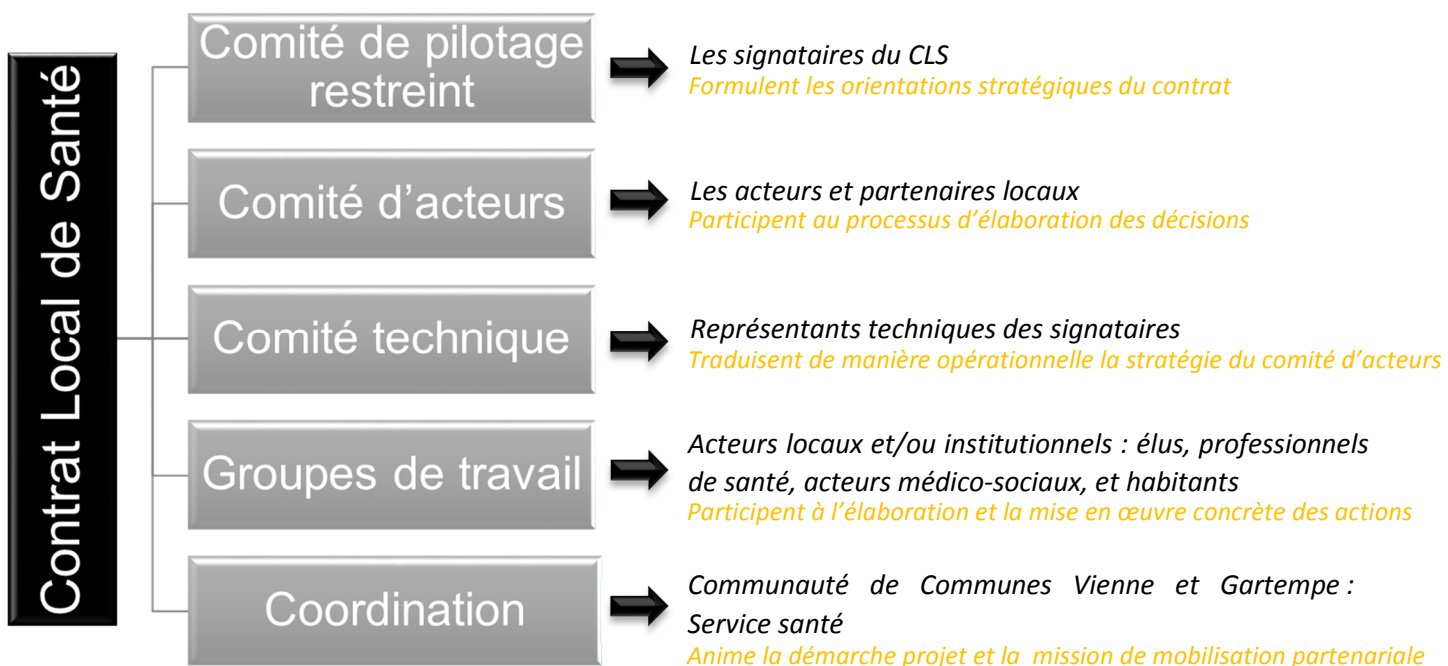 Contrat Local de Santé
Comité de pilotage
restreint
Les signataires du CLS
Formulent les orientations stratégiques du contrat
Comité d’acteurs
Les acteurs et partenaires locaux
Participent au processus d’élaboration des décisions
Comité technique
Représentants techniques des signataires
Traduisent de manière opérationnelle la stratégie du comité d’acteurs
Groupes de travail
Acteurs locaux et/ou institutionnels : élus, professionnels
de santé, acteurs médico-sociaux, et habitants
Participent à l’élaboration et la mise en œuvre concrète des actions
Coordination
Communauté de Communes Vienne et Gartempe :
Service santé
Anime la démarche projet et la mission de mobilisation partenariale